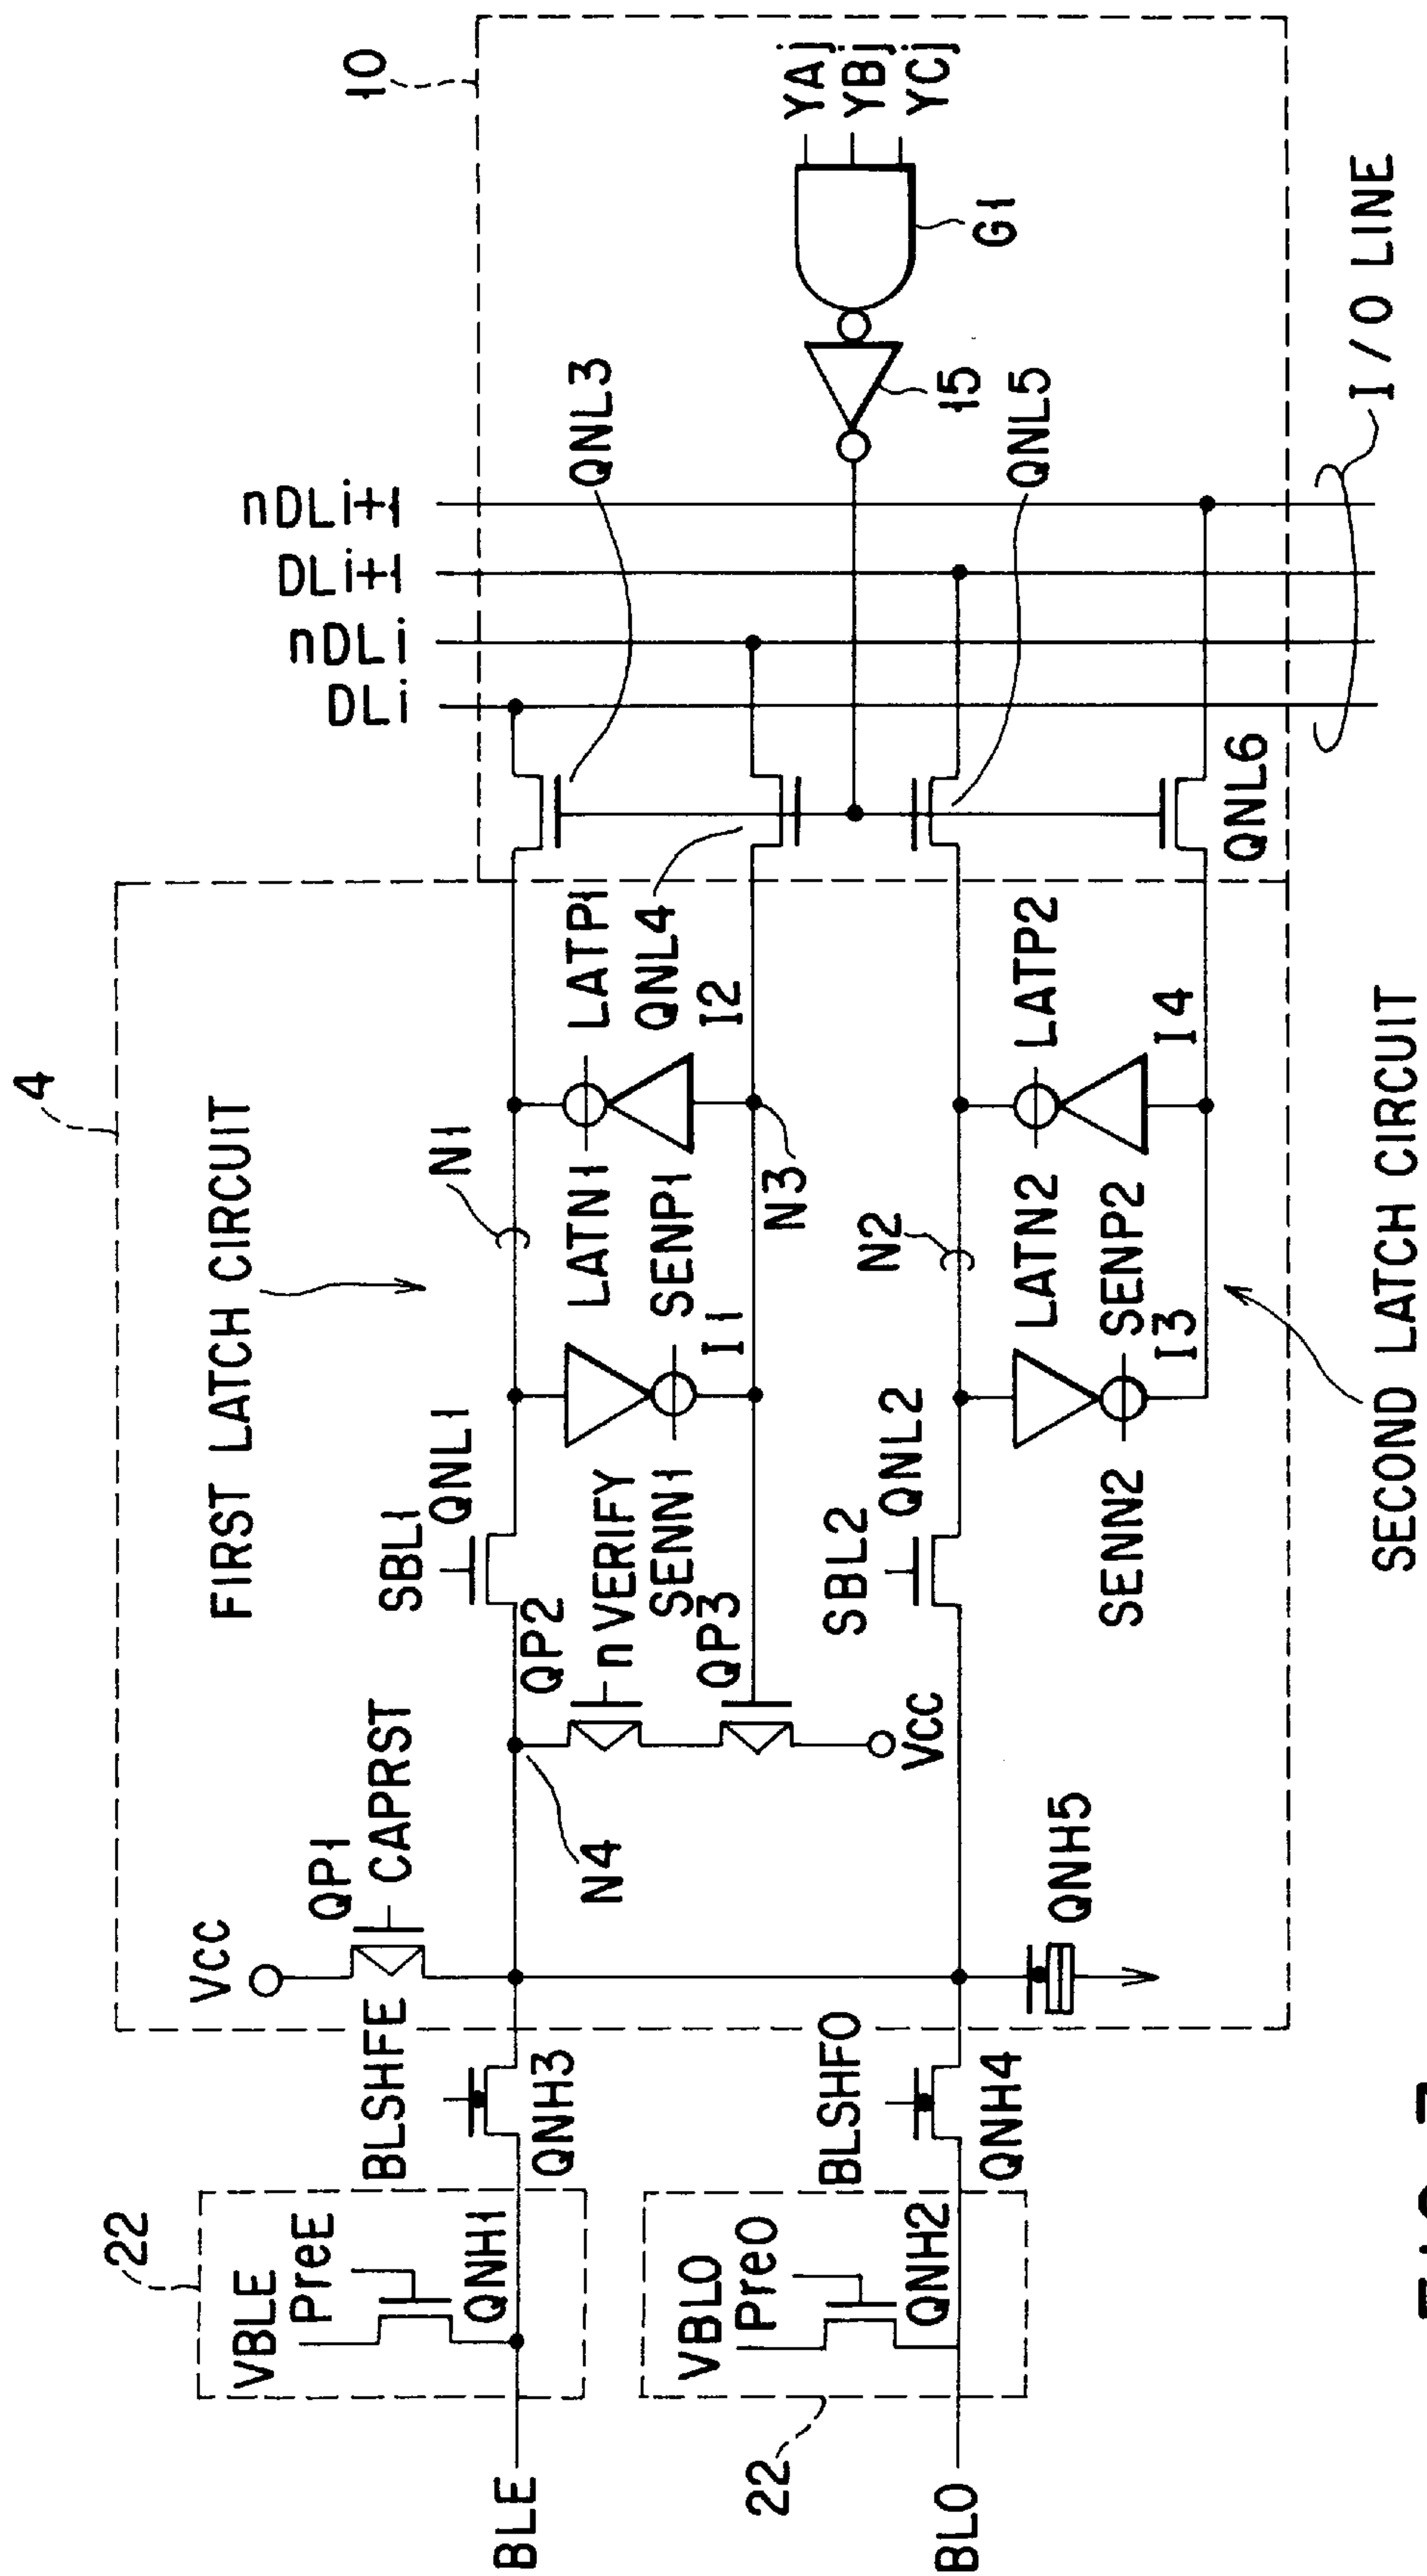 10
YAj
YBj
YCj
G1
I5
I/O LINE
nDLi+1
DLi+1
nDLi
DLi
QNL3
QNL5
QNL6
4
FIRST LATCH CIRCUIT
N1
LATP1
QNL4
I2
LATN1
SENP1
I1
N3
LATP2
I4
N2
LATN2
SENP2
I3
SECOND LATCH CIRCUIT
SBL1
QNL1
QP2
nVERIFY
SENN1
QP3
SBL2
QNL2
SENN2
VCC
VCC
QP1
CAPRST
N4
QNH5
BLSHFE
QNH3
BLSHFO
QNH4
22
VBLE
PreE
QNH1
VBLO
PreO
QNH2
22
BLE
BLO